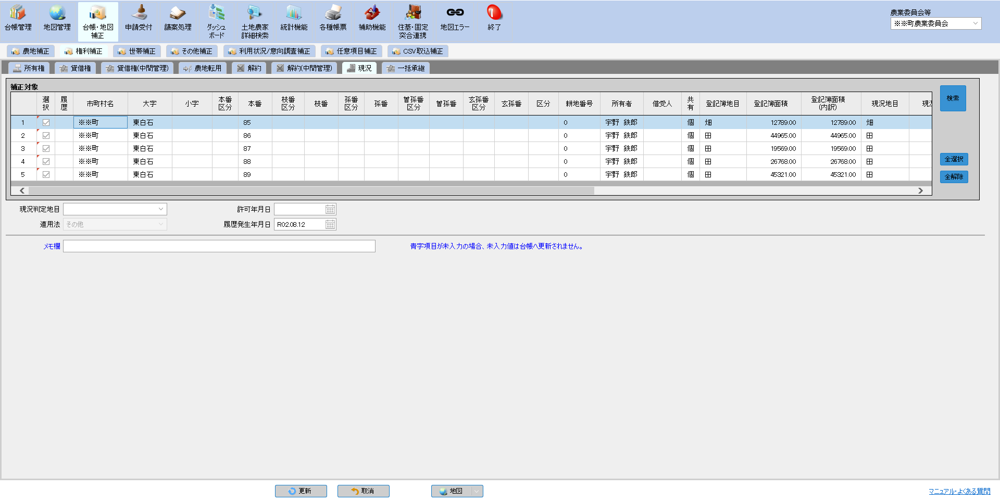 台帳管理 地図管理 台帳・地図 申請受付 議案処理 ダッシュ 土地農家 統計機能 各種帳票 補助機能 住基・固定 地図エラー 終了
補正 ボード 詳細検索 突合連携
農業委員会等
※※町農業委員会
農地補正 権利補正 世帯補正 その他補正 利用状況/意向調査補正 任意項目補正 CSV取込補正
所有権 貸借権 貸借権(中間管理) 農地転用 解約 解約(中間管理) 現況 一括承継
補正対象
選択 履歴 市町村名 大字 小字 本番区分 本番 枝番区分 枝番 孫番区分 孫番 曾孫番区分 曾孫番 玄孫番区分 玄孫番 区分 耕地番号 所有者 借受人 共有 登記簿地目 登記簿面積 登記簿面積(内訳) 現況地目 現況
1 ※※町 東白石 85 0 宇野 鉄郎 個 畑 12789.00 12789.00 畑
2 ※※町 東白石 86 0 宇野 鉄郎 個 田 44965.00 44965.00 田
3 ※※町 東白石 87 0 宇野 鉄郎 個 田 19569.00 19569.00 田
4 ※※町 東白石 88 0 宇野 鉄郎 個 田 26768.00 26768.00 田
5 ※※町 東白石 89 0 宇野 鉄郎 個 田 45321.00 45321.00 田
検索
全選択
全解除
現況判定地目 許可年月日
適用法 その他 履歴発生年月日 R02.08.12
メモ欄 青字項目が未入力の場合、未入力値は台帳へ更新されません。
更新 取消 地図 マニュアル・よくある質問